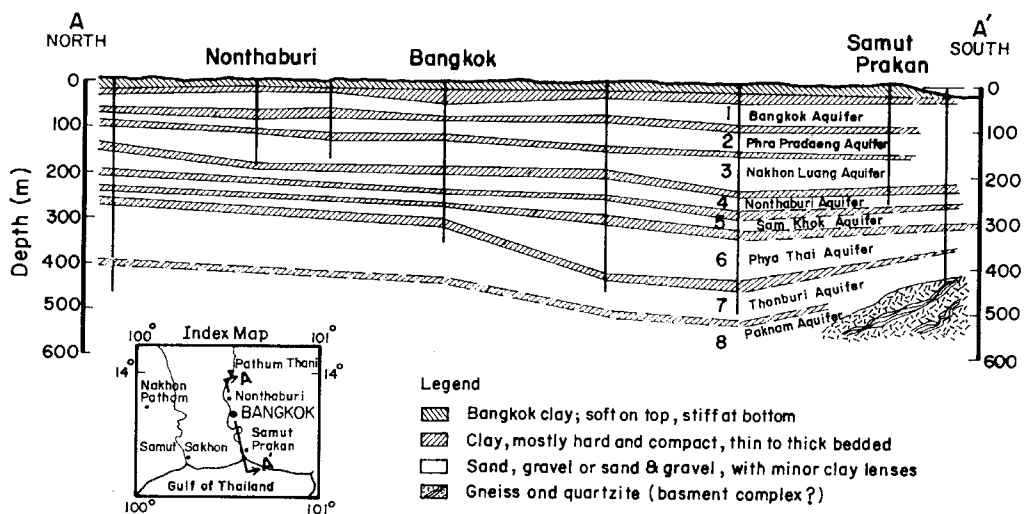 A
NORTH
Nonthaburi
Bangkok
Samut
Prakan
A'
SOUTH
Depth (m)
0
100
200
300
400
500
600
1 Bangkok Aquifer
2 Phra Pradaeng Aquifer
3 Nakhon Luang Aquifer
4 Nonthaburi Aquifer
5 Sam Khok Aquifer
6 Phya Thai Aquifer
7 Thonburi Aquifer
8 Paknam Aquifer
0
100
200
300
400
500
600
Index Map
100° 101°
14° 14°
Pathum Thani
A
Nakhon
Patham
Nonthaburi
BANGKOK
Samut
Prakan
Samut Sakhon
A'
Gulf of Thailand
100° 101°
Legend
Bangkok clay; soft on top, stiff at bottom
Clay, mostly hard and compact, thin to thick bedded
Sand, gravel or sand & gravel, with minor clay lenses
Gneiss ond quartzite (basment complex?)